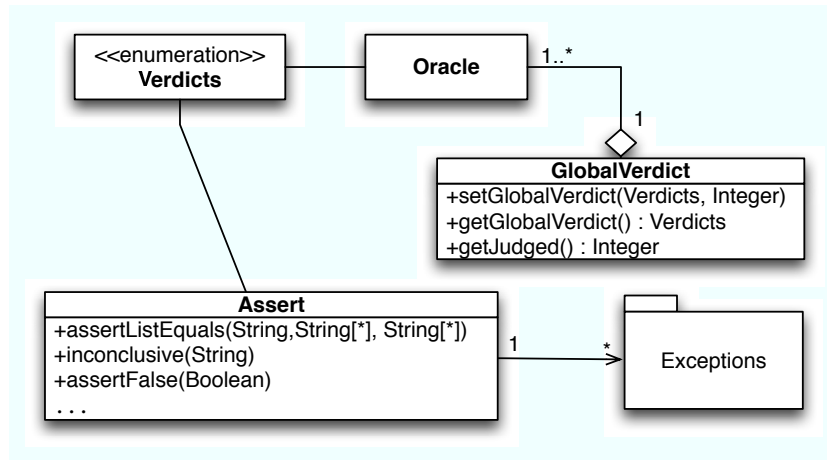 <<enumeration>>
Verdicts
Oracle
1..*
1
GlobalVerdict
+setGlobalVerdict(Verdicts, Integer)
+getGlobalVerdict() : Verdicts
+getJudged() : Integer
Assert
+assertListEquals(String,String[*], String[*])
+inconclusive(String)
+assertFalse(Boolean)
. . .
1
*
Exceptions